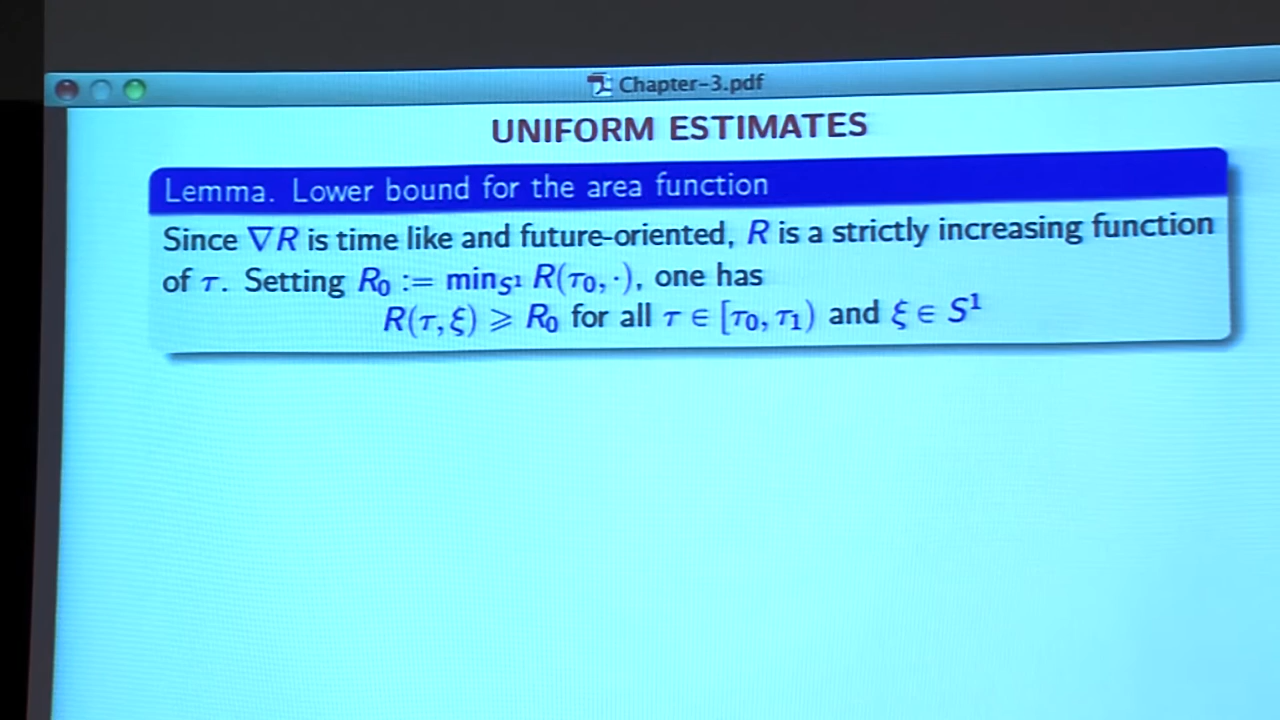 Chapter-3.pdf
UNIFORM ESTIMATES
Lemma. Lower bound for the area function
Since ∇R is time like and future-oriented, R is a strictly increasing function
of τ. Setting R₀ := min_{S¹} R(τ₀, ·), one has
R(τ, ξ) ⩾ R₀ for all τ ∈ [τ₀, τ₁) and ξ ∈ S¹